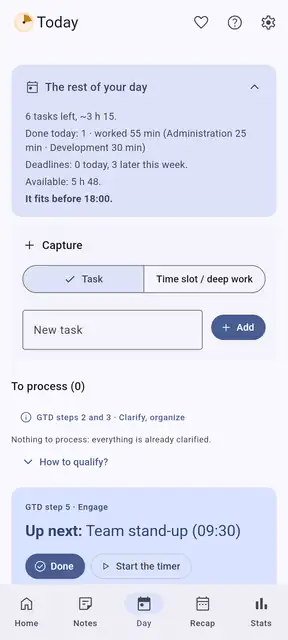 Today
The rest of your day
6 tasks left, ~3 h 15.
Done today: 1 · worked 55 min (Administration 25
min · Development 30 min)
Deadlines: 0 today, 3 later this week.
Available: 5 h 48.
It fits before 18:00.
Capture
Task
Time slot / deep work
New task
Add
To process (0)
GTD steps 2 and 3 · Clarify, organize
Nothing to process: everything is already clarified.
How to qualify?
GTD step 5 · Engage
Up next: Team stand-up (09:30)
Done
Start the timer
Home
Notes
Day
Recap
Stats